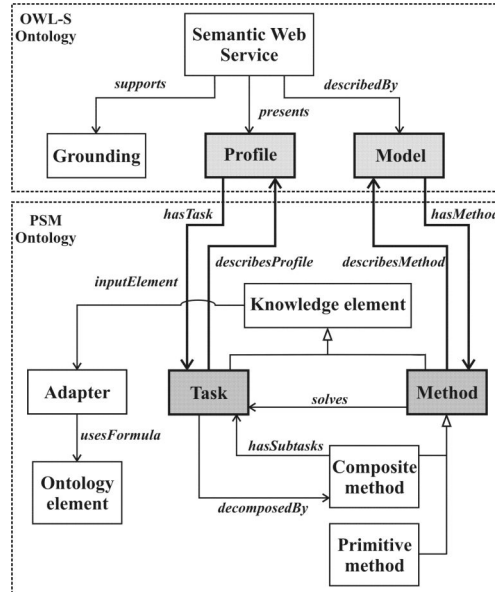 OWL-S
Ontology
Semantic Web
Service
supports
describedBy
presents
Grounding
Profile
Model
PSM
Ontology
hasTask
hasMethod
describesProfile
describesMethod
inputElement
Knowledge element
Adapter
Task
Method
solves
usesFormula
hasSubtasks
Ontology
element
Composite
method
decomposedBy
Primitive
method